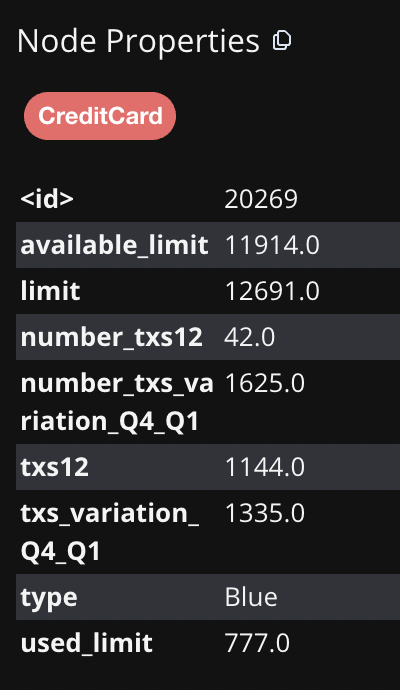 Node Properties
CreditCard
<id> 20269
available_limit 11914.0
limit 12691.0
number_txs12 42.0
number_txs_va 1625.0
riation_Q4_Q1
txs12 1144.0
txs_variation_ 1335.0
Q4_Q1
type Blue
used_limit 777.0